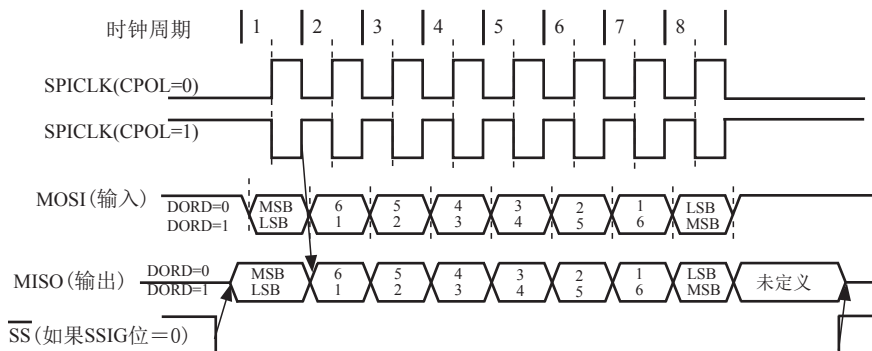 时钟周期 1 2 3 4 5 6 7 8
SPICLK(CPOL=0)
SPICLK(CPOL=1)
MOSI(输入)
DORD=0 MSB 6 5 4 3 2 1 LSB
DORD=1 LSB 1 2 3 4 5 6 MSB
MISO(输出)
DORD=0 MSB 6 5 4 3 2 1 LSB 未定义
DORD=1 LSB 1 2 3 4 5 6 MSB
SS(如果SSIG位=0)